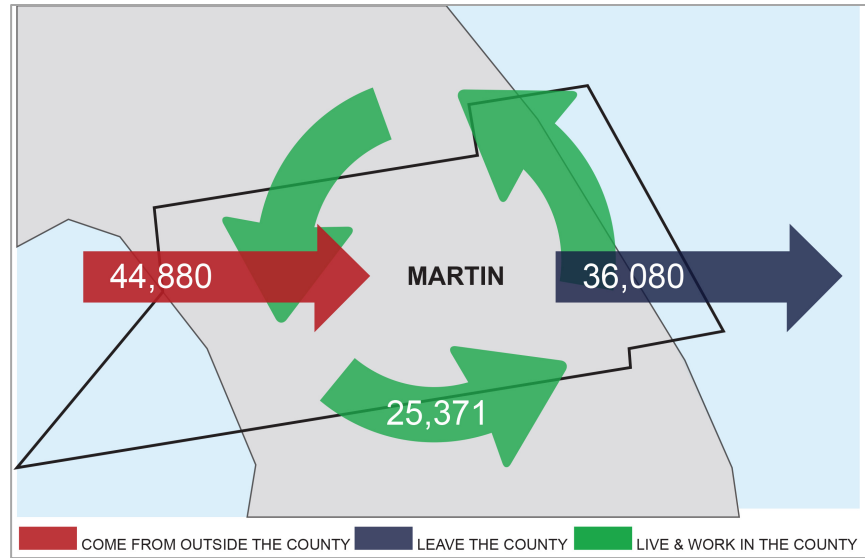 44,880
MARTIN
36,080
25,371
COME FROM OUTSIDE THE COUNTY
LEAVE THE COUNTY
LIVE & WORK IN THE COUNTY